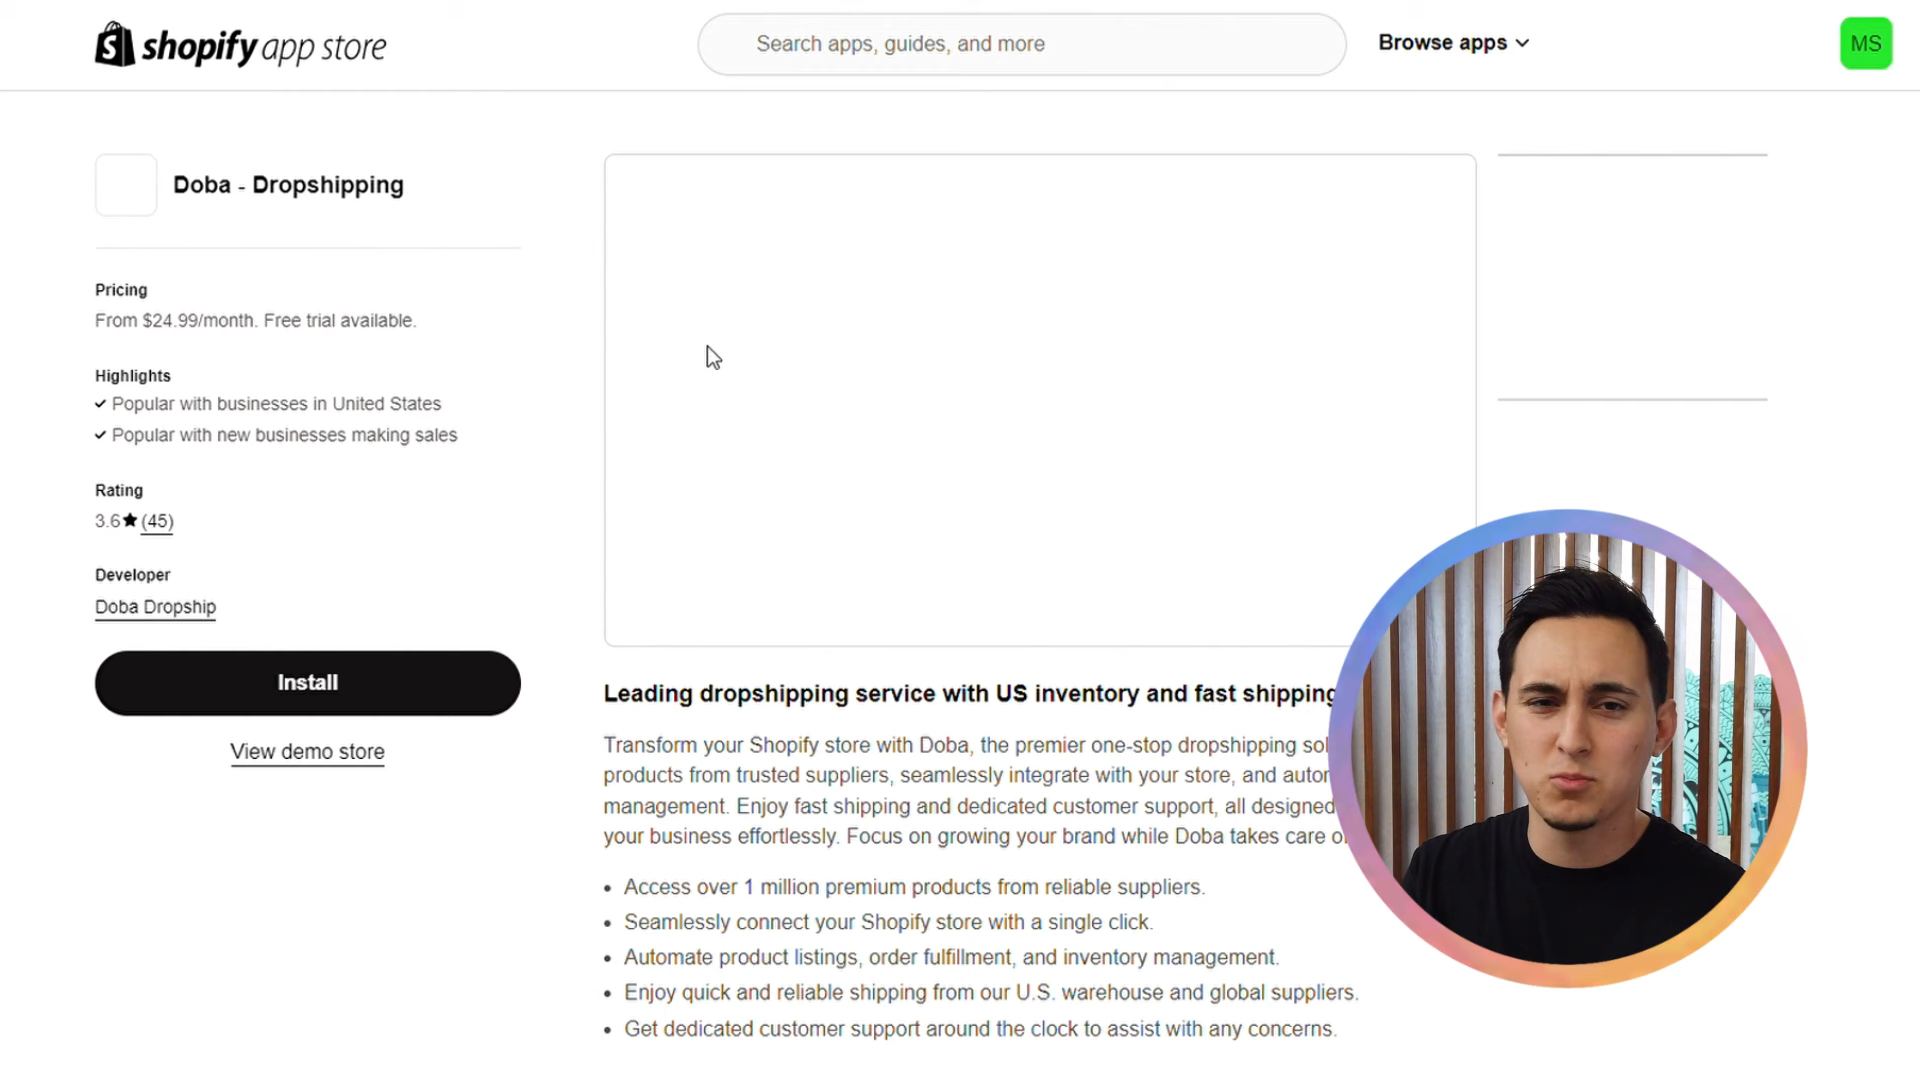 shopify app store
Search apps, guides, and more
Browse apps
MS
Doba - Dropshipping
Pricing
From $24.99/month. Free trial available.
Highlights
Popular with businesses in United States
Popular with new businesses making sales
Rating
3.6★ (45)
Developer
Doba Dropship
Install
View demo store
Leading dropshipping service with US inventory and fast shipping
Transform your Shopify store with Doba, the premier one-stop dropshipping
products from trusted suppliers, seamlessly integrate with your store, and
management. Enjoy fast shipping and dedicated customer support, all designed
your business effortlessly. Focus on growing your brand while Doba takes care
• Access over 1 million premium products from reliable suppliers.
• Seamlessly connect your Shopify store with a single click.
• Automate product listings, order fulfillment, and inventory management.
• Enjoy quick and reliable shipping from our U.S. warehouse and global suppliers.
• Get dedicated customer support around the clock to assist with any concerns.